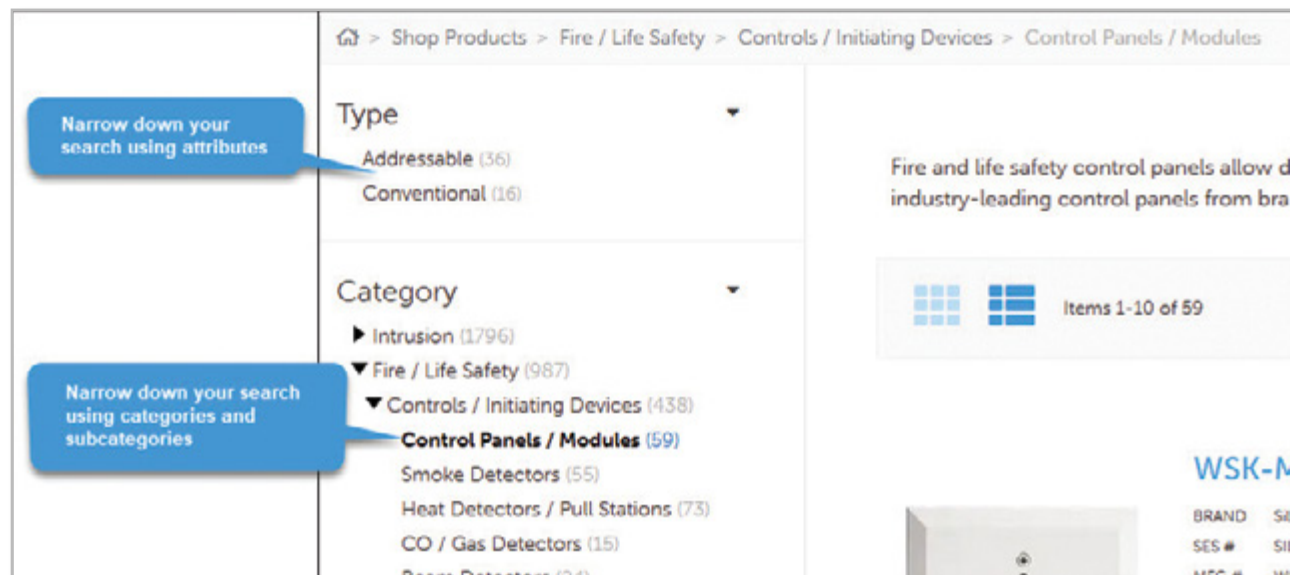 > Shop Products > Fire / Life Safety > Controls / Initiating Devices > Control Panels / Modules
Narrow down your
search using attributes
Type
Addressable (36)
Conventional (16)
Fire and life safety control panels allow
industry-leading control panels from
Category
Intrusion (1796)
Fire / Life Safety (987)
Controls / Initiating Devices (438)
Control Panels / Modules (59)
Smoke Detectors (55)
Heat Detectors / Pull Stations (73)
CO / Gas Detectors (15)
Narrow down your search
using categories and
subcategories
Items 1-10 of 59
WSK-M
BRAND
SES #